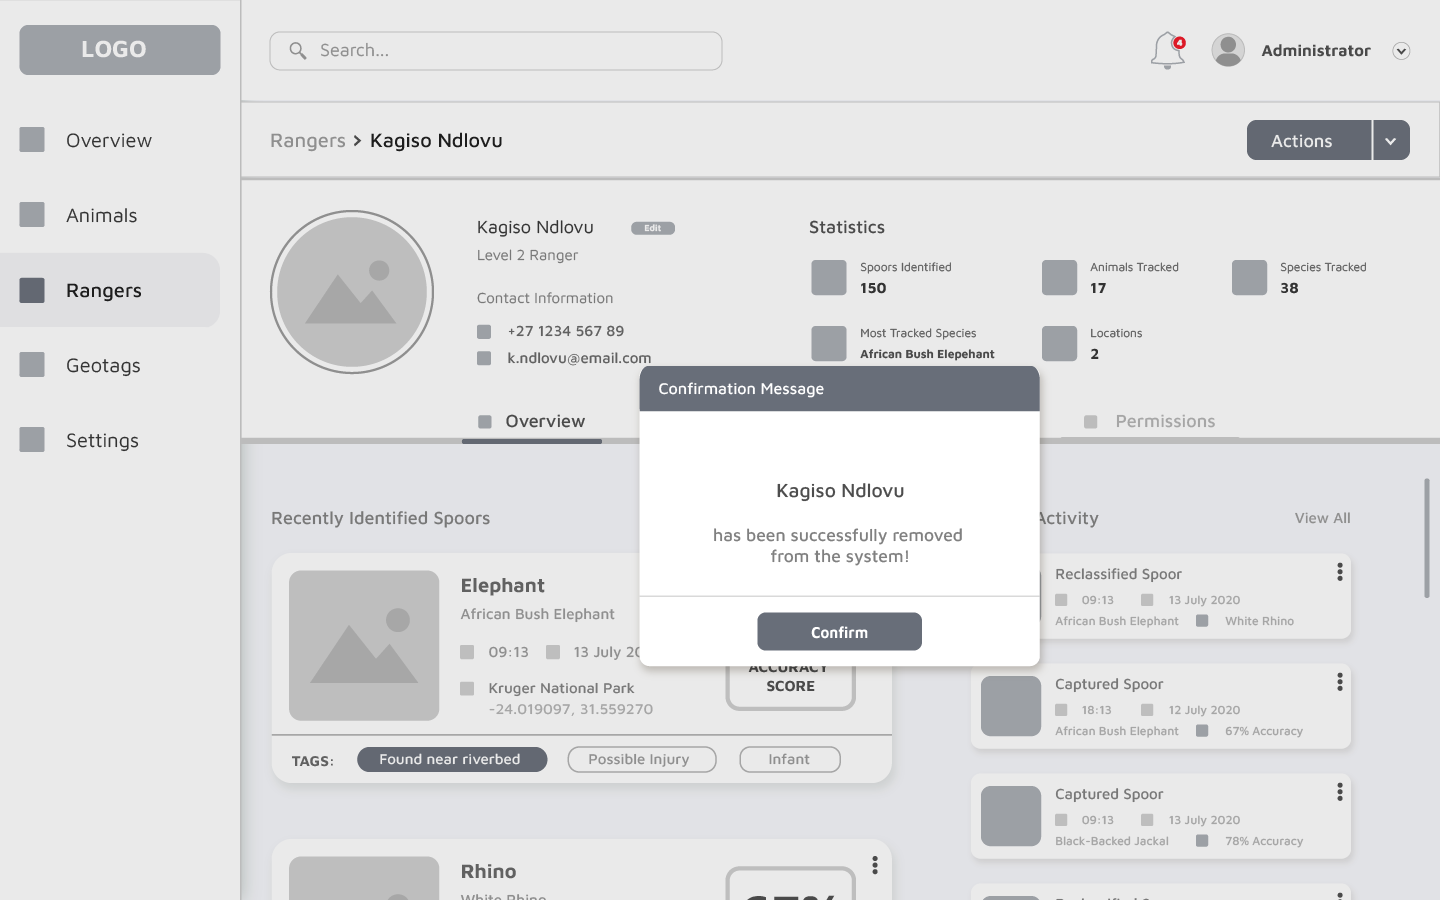 LOGO
Search...
4
Administrator
Overview
Animals
Rangers
Geotags
Settings
Rangers > Kagiso Ndlovu
Actions
Kagiso Ndlovu
Edit
Level 2 Ranger
Contact Information
+27 1234 567 89
k.ndlovu@email.com
Statistics
Spoors Identified
150
Animals Tracked
17
Species Tracked
38
Most Tracked Species
African Bush Elepehant
Locations
2
Overview
Permissions
Confirmation Message
Kagiso Ndlovu
has been successfully removed
from the system!
Confirm
Recently Identified Spoors
Elephant
African Bush Elephant
09:13 13 July 20
Kruger National Park
-24.019097, 31.559270
ACCURACY
SCORE
TAGS: Found near riverbed Possible Injury Infant
Rhino
White Rhino
Activity
View All
Reclassified Spoor
09:13 13 July 2020
African Bush Elephant White Rhino
Captured Spoor
18:13 12 July 2020
African Bush Elephant 67% Accuracy
Captured Spoor
09:13 13 July 2020
Black-Backed Jackal 78% Accuracy